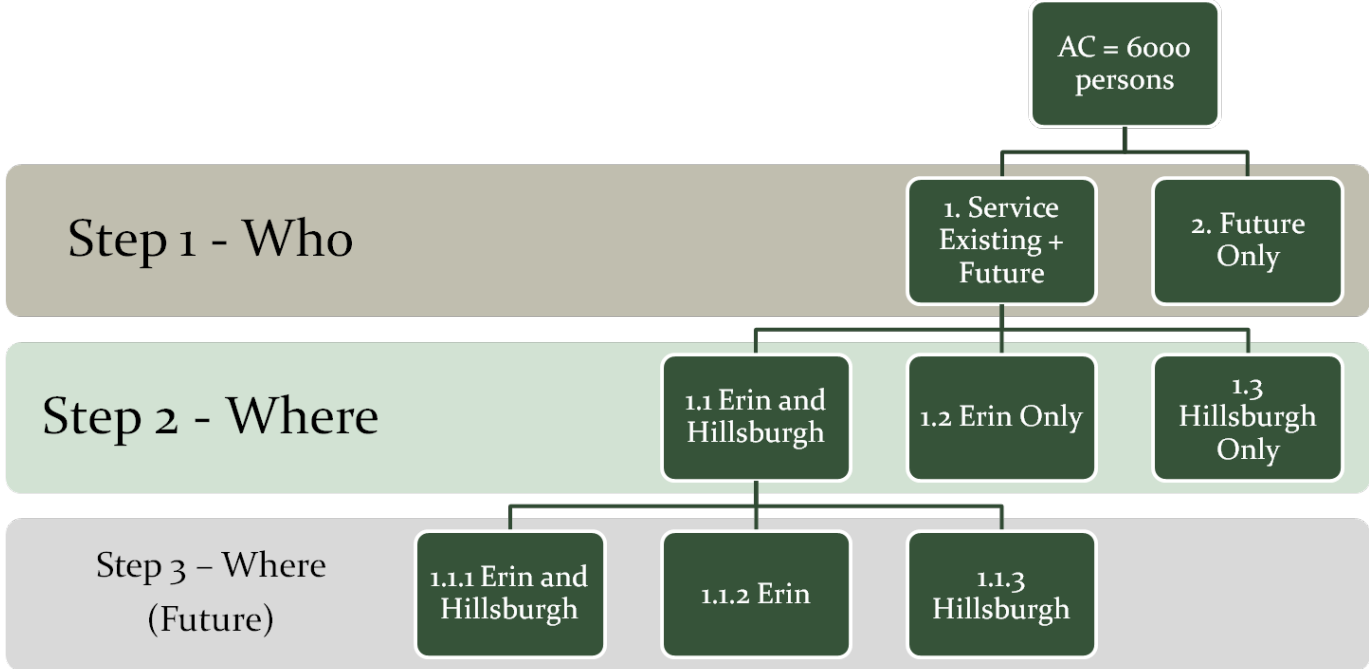 AC = 6000
persons
Step 1 - Who
1. Service
Existing +
Future
2. Future
Only
Step 2 - Where
1.1 Erin and
Hillsburgh
1.2 Erin Only
1.3
Hillsburgh
Only
Step 3 – Where
(Future)
1.1.1 Erin and
Hillsburgh
1.1.2 Erin
1.1.3
Hillsburgh